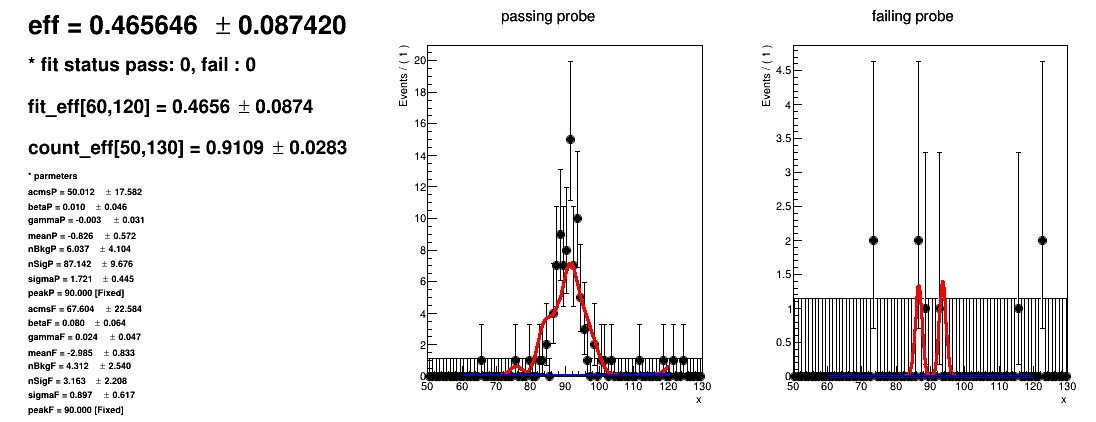 eff = 0.465646 ± 0.087420
* fit status pass: 0, fail : 0
fit_eff[60,120] = 0.4656 ± 0.0874
count_eff[50,130] = 0.9109 ± 0.0283
* parmeters
acmsP = 50.012 ± 17.582
betaP = 0.010 ± 0.046
gammaP = -0.003 ± 0.031
meanP = -0.826 ± 0.572
nBkgP = 6.037 ± 4.104
nSigP = 87.142 ± 9.676
sigmaP = 1.721 ± 0.445
peakP = 90.000 [Fixed]
acmsF = 67.604 ± 22.584
betaF = 0.080 ± 0.064
gammaF = 0.024 ± 0.047
meanF = -2.985 ± 0.833
nBkgF = 4.312 ± 2.540
nSigF = 3.163 ± 2.208
sigmaF = 0.897 ± 0.617
peakF = 90.000 [Fixed]
passing probe
Events / ( 1 )
20
18
16
14
12
10
8
6
4
2
0
50 60 70 80 90 100 110 120 130
x
failing probe
Events / ( 1 )
4.5
4
3.5
3
2.5
2
1.5
1
0.5
0
50 60 70 80 90 100 110 120 130
x